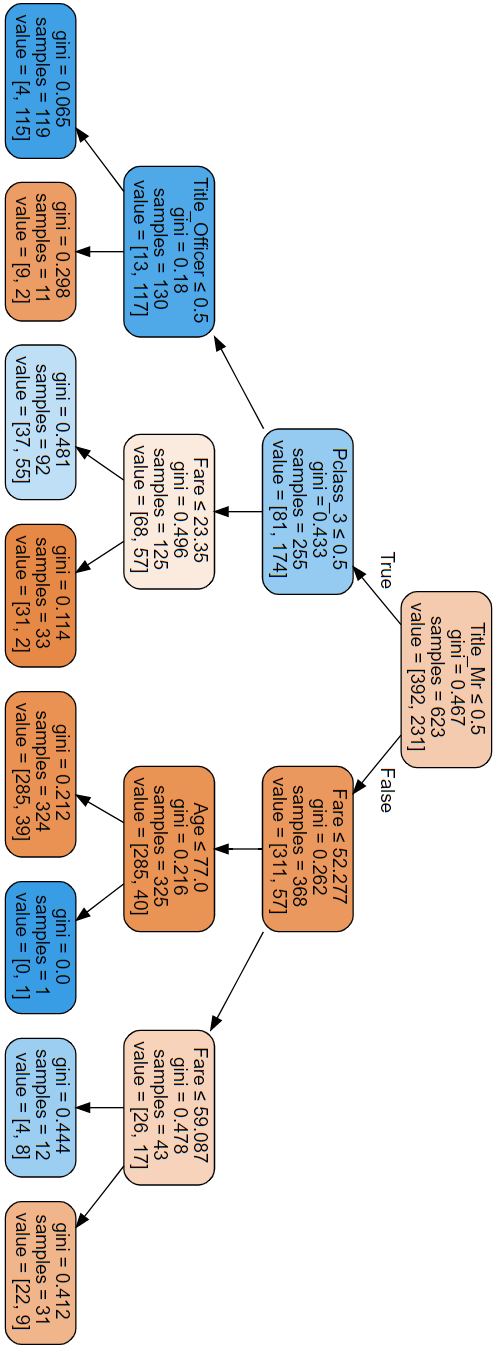 Title_Mr ≤ 0.5
gini = 0.467
samples = 623
value = [392, 231]
True
False
Pclass_3 ≤ 0.5
gini = 0.433
samples = 255
value = [81, 174]
Fare ≤ 52.277
gini = 0.262
samples = 368
value = [311, 57]
Title_Officer ≤ 0.5
gini = 0.18
samples = 130
value = [13, 117]
Fare ≤ 23.35
gini = 0.496
samples = 125
value = [68, 57]
Age ≤ 77.0
gini = 0.216
samples = 325
value = [285, 40]
Fare ≤ 59.087
gini = 0.478
samples = 43
value = [26, 17]
gini = 0.065
samples = 119
value = [4, 115]
gini = 0.298
samples = 11
value = [9, 2]
gini = 0.481
samples = 92
value = [37, 55]
gini = 0.114
samples = 33
value = [31, 2]
gini = 0.212
samples = 324
value = [285, 39]
gini = 0.0
samples = 1
value = [0, 1]
gini = 0.444
samples = 12
value = [4, 8]
gini = 0.412
samples = 31
value = [22, 9]